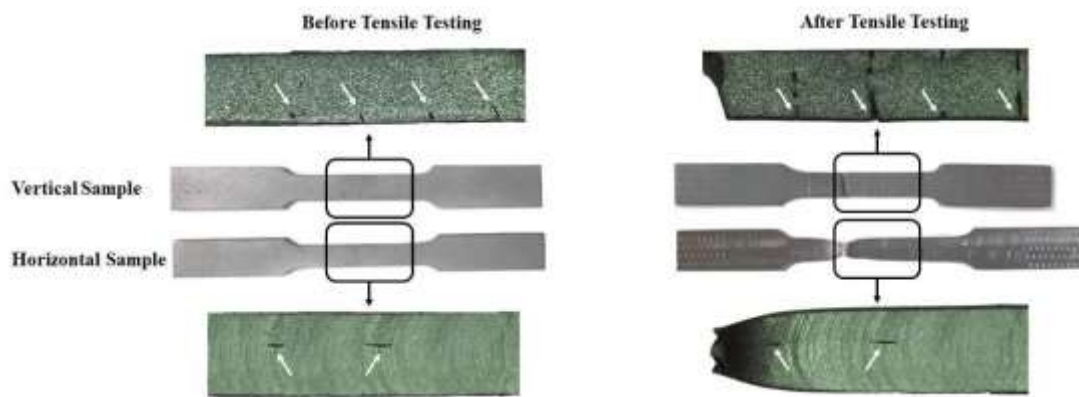 Before Tensile Testing
After Tensile Testing
Vertical Sample
Horizontal Sample